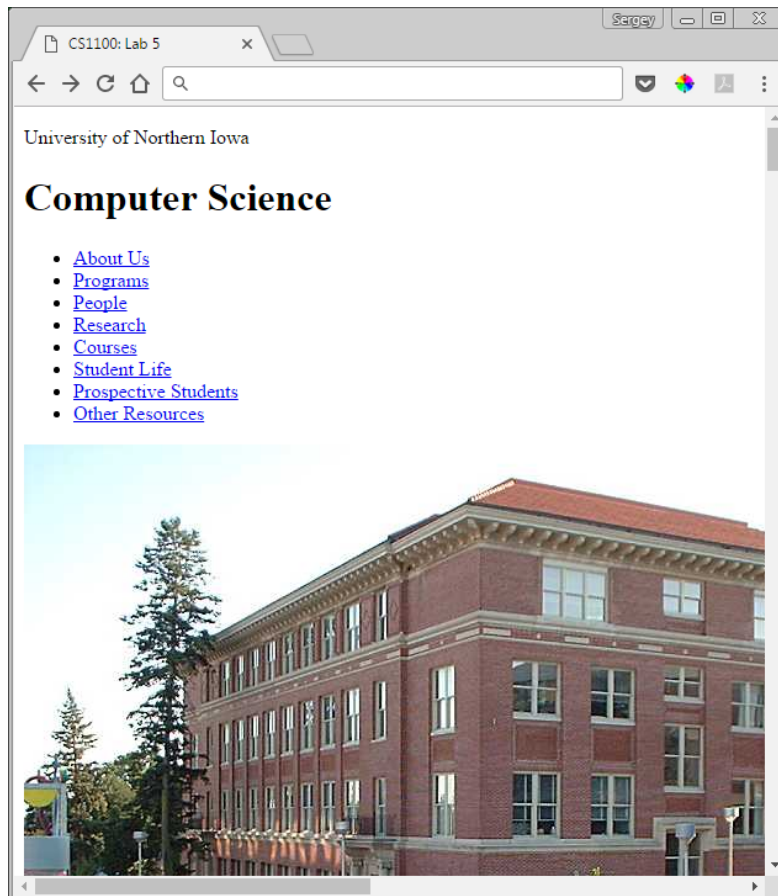 Sergey
CS1100: Lab 5
University of Northern Iowa
Computer Science
About Us
Programs
People
Research
Courses
Student Life
Prospective Students
Other Resources